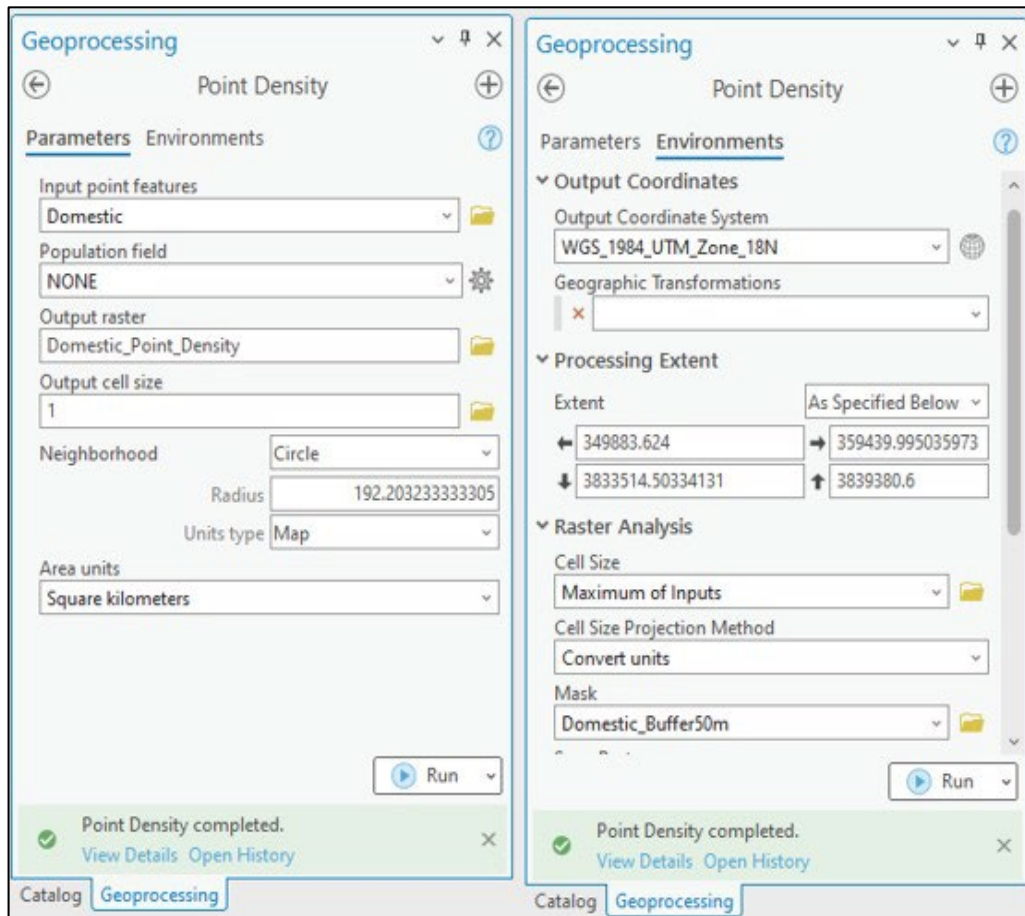 Geoprocessing
Point Density
Parameters Environments
Input point features
Domestic
Population field
NONE
Output raster
Domestic_Point_Density
Output cell size
1
Neighborhood Circle
Radius 192.203233333305
Units type Map
Area units
Square kilometers
Run
Point Density completed.
View Details Open History
Catalog Geoprocessing
Geoprocessing
Point Density
Parameters Environments
Output Coordinates
Output Coordinate System
WGS_1984_UTM_Zone_18N
Geographic Transformations
Processing Extent
Extent As Specified Below
349883.624 359439.995035973
3833514.50334131 3839380.6
Raster Analysis
Cell Size
Maximum of Inputs
Cell Size Projection Method
Convert units
Mask
Domestic_Buffer50m
Run
Point Density completed.
View Details Open History
Catalog Geoprocessing